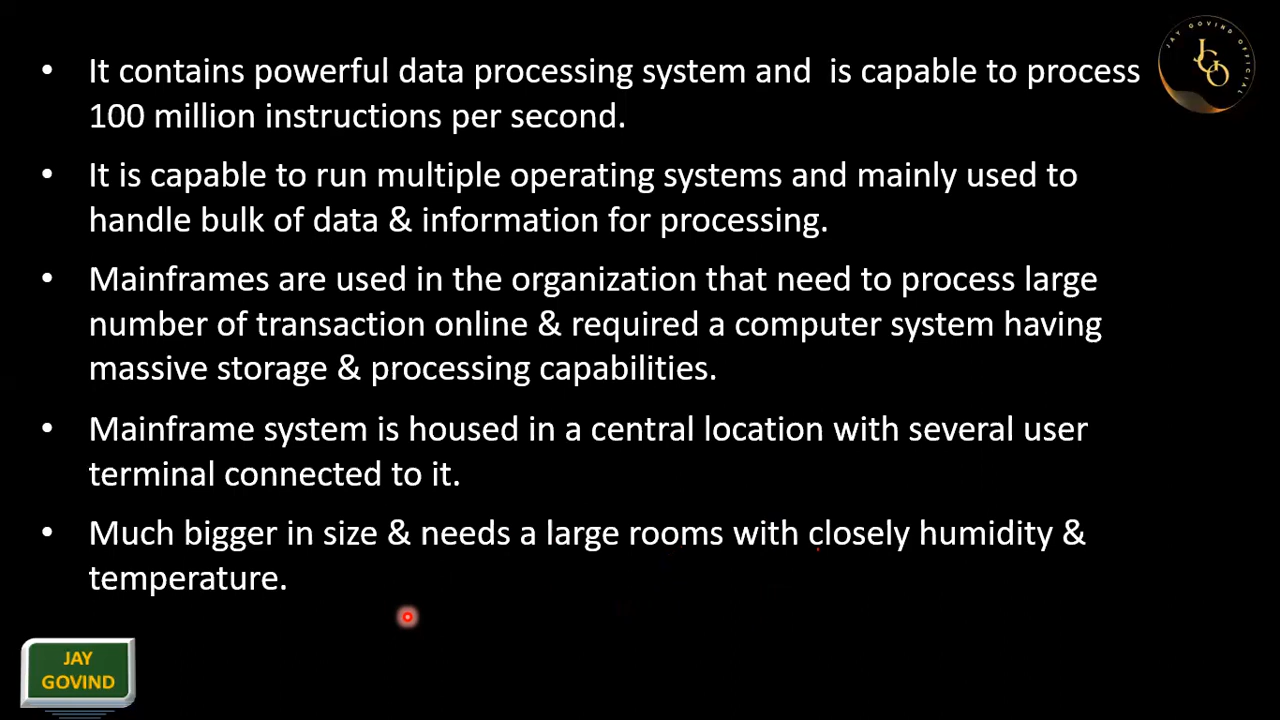 • It contains powerful data processing system and  is capable to process
100 million instructions per second.
• It is capable to run multiple operating systems and mainly used to
handle bulk of data & information for processing.
• Mainframes are used in the organization that need to process large
number of transaction online & required a computer system having
massive storage & processing capabilities.
• Mainframe system is housed in a central location with several user
terminal connected to it.
• Much bigger in size & needs a large rooms with closely humidity &
temperature.
JAY GOVIND OFFICIAL
JGO
JAY
GOVIND